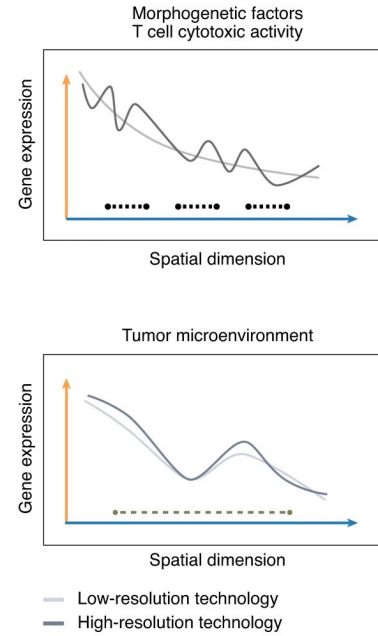 Morphogenetic factors
T cell cytotoxic activity
Gene expression
Spatial dimension
Tumor microenvironment
Gene expression
Spatial dimension
Low-resolution technology
High-resolution technology